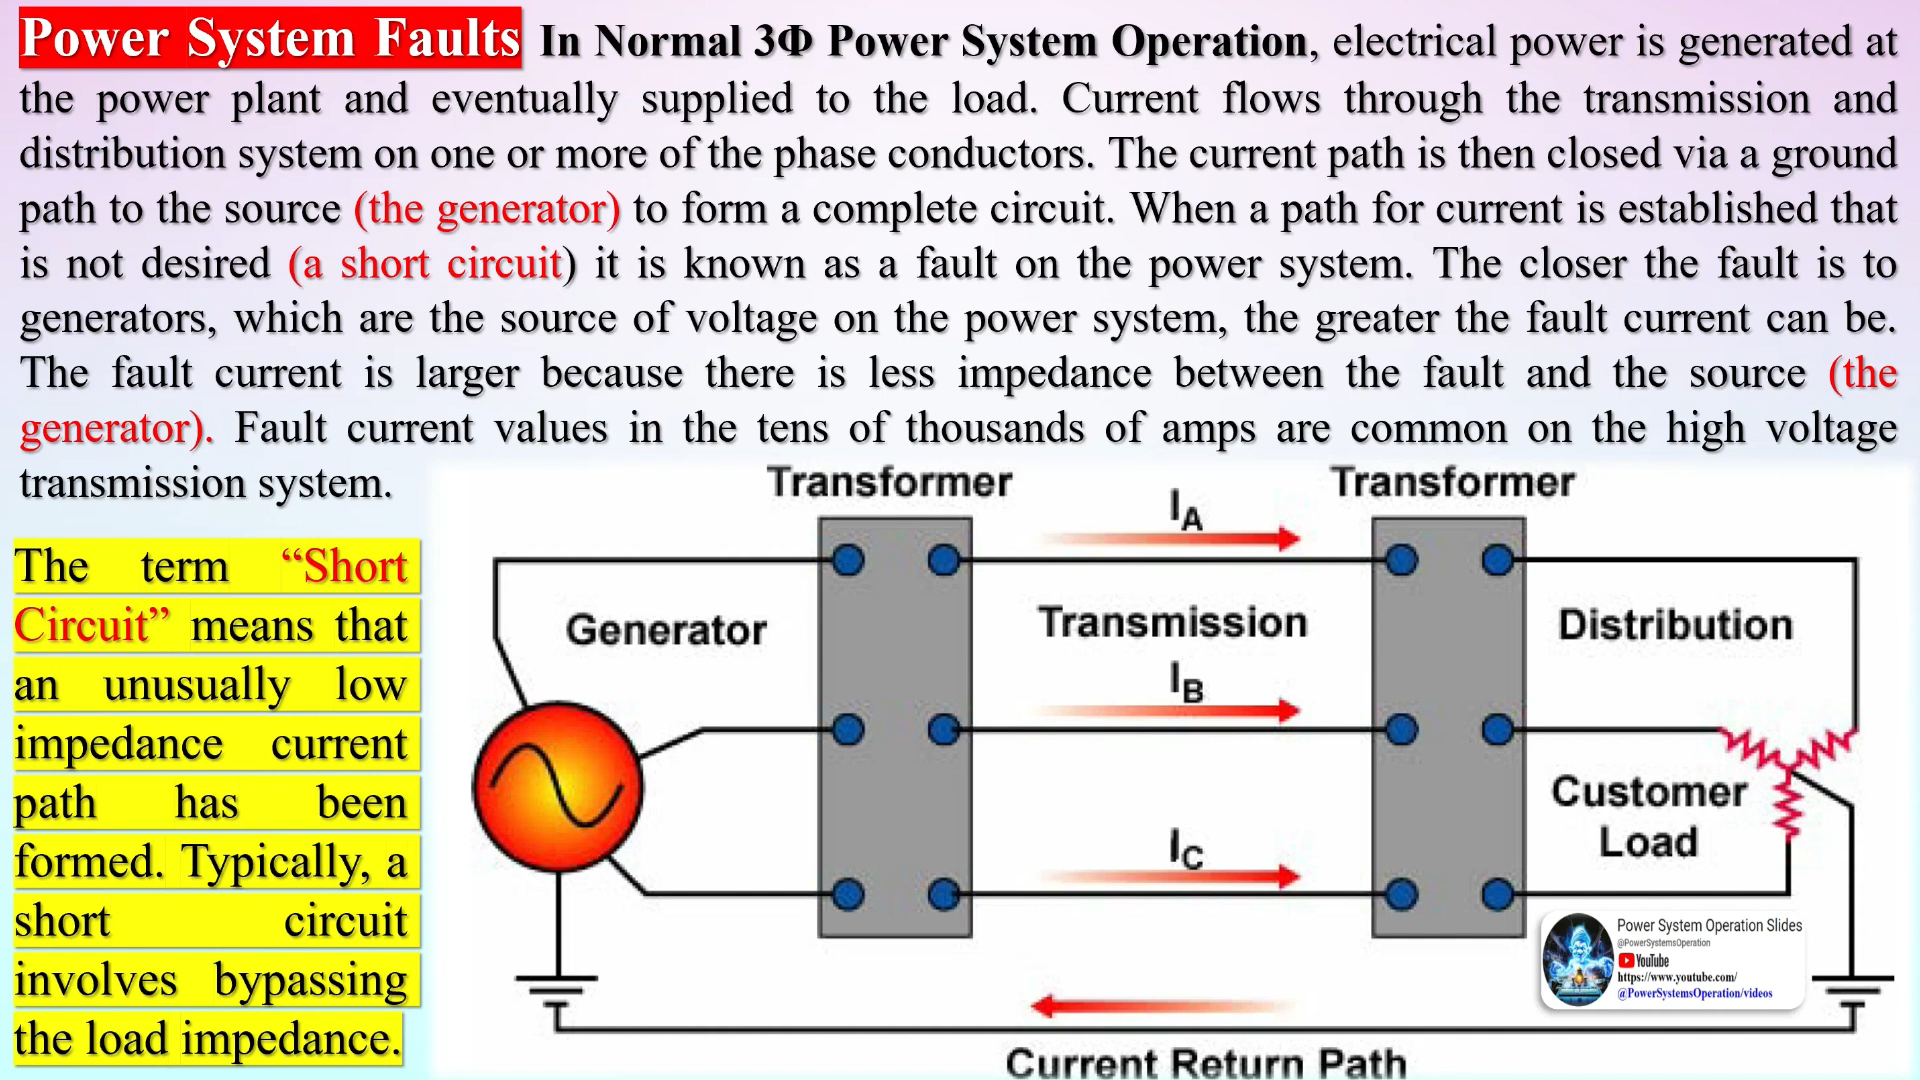 Power System Faults In Normal 3Φ Power System Operation, electrical power is generated at
the power plant and eventually supplied to the load. Current flows through the transmission and
distribution system on one or more of the phase conductors. The current path is then closed via a ground
path to the source (the generator) to form a complete circuit. When a path for current is established that
is not desired (a short circuit) it is known as a fault on the power system. The closer the fault is to
generators, which are the source of voltage on the power system, the greater the fault current can be.
The fault current is larger because there is less impedance between the fault and the source (the
generator). Fault current values in the tens of thousands of amps are common on the high voltage
transmission system.
The term “Short
Circuit” means that
an unusually low
impedance current
path has been
formed. Typically, a
short circuit
involves bypassing
the load impedance.
Transformer
Transformer
IA
Generator
Transmission
Distribution
IB
Customer
Load
IC
Power System Operation Slides
@PowerSystemsOperation
YouTube
https://www.youtube.com/
@PowerSystemsOperation/videos
Current Return Path